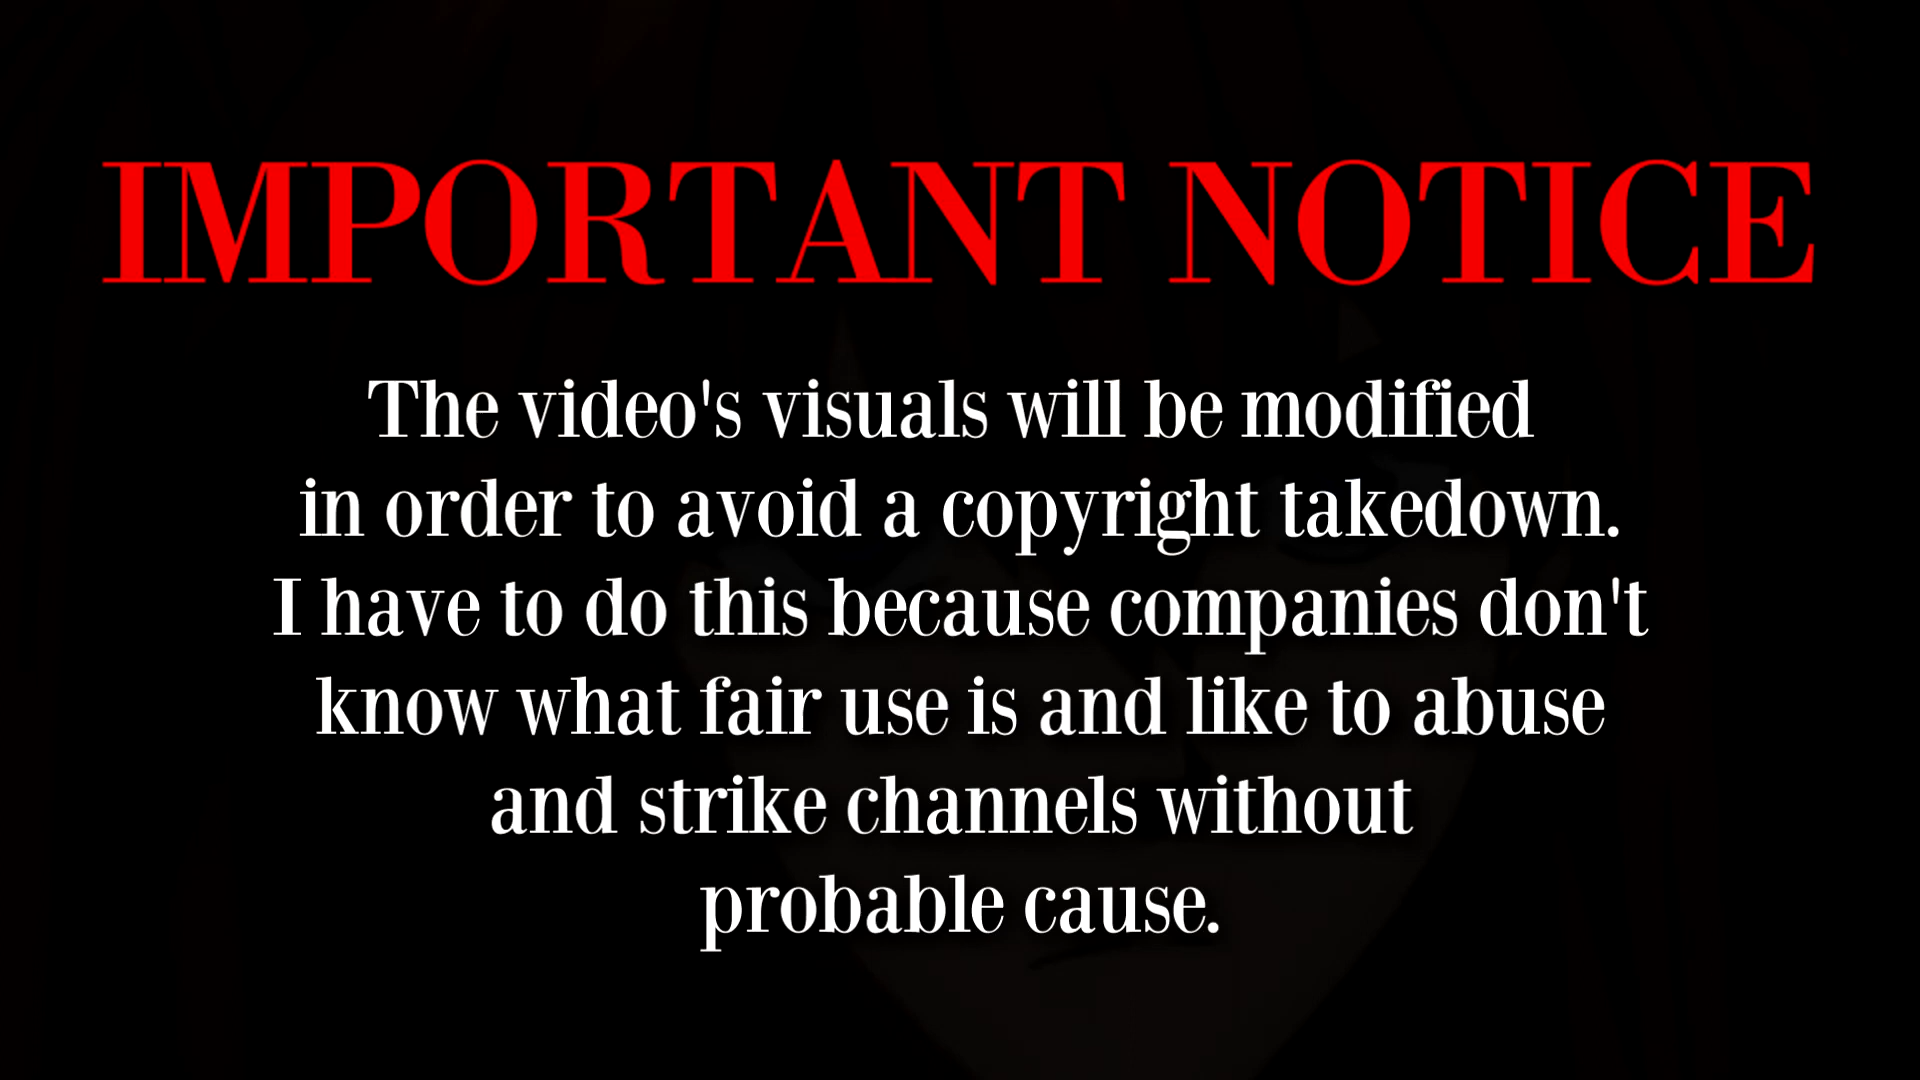 IMPORTANT NOTICE
The video's visuals will be modified
in order to avoid a copyright takedown.
I have to do this because companies don't
know what fair use is and like to abuse
and strike channels without
probable cause.